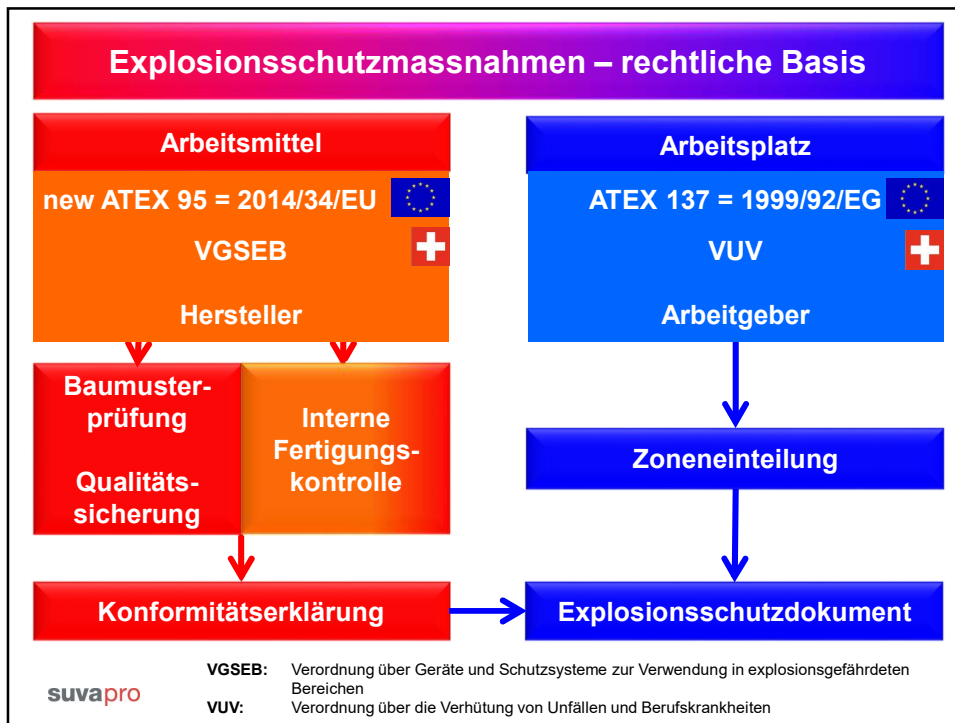 Explosionsschutzmassnahmen – rechtliche Basis
Arbeitsmittel
new ATEX 95 = 2014/34/EU
VGSEB
Hersteller
Baumuster-
prüfung
Qualitäts-
sicherung
Interne
Fertigungs-
kontrolle
Konformitätserklärung
Arbeitsplatz
ATEX 137 = 1999/92/EG
VUV
Arbeitgeber
Zoneneinteilung
Explosionsschutzdokument
VGSEB: Verordnung über Geräte und Schutzsysteme zur Verwendung in explosionsgefährdeten
Bereichen
VUV: Verordnung über die Verhütung von Unfällen und Berufskrankheiten
suvapro